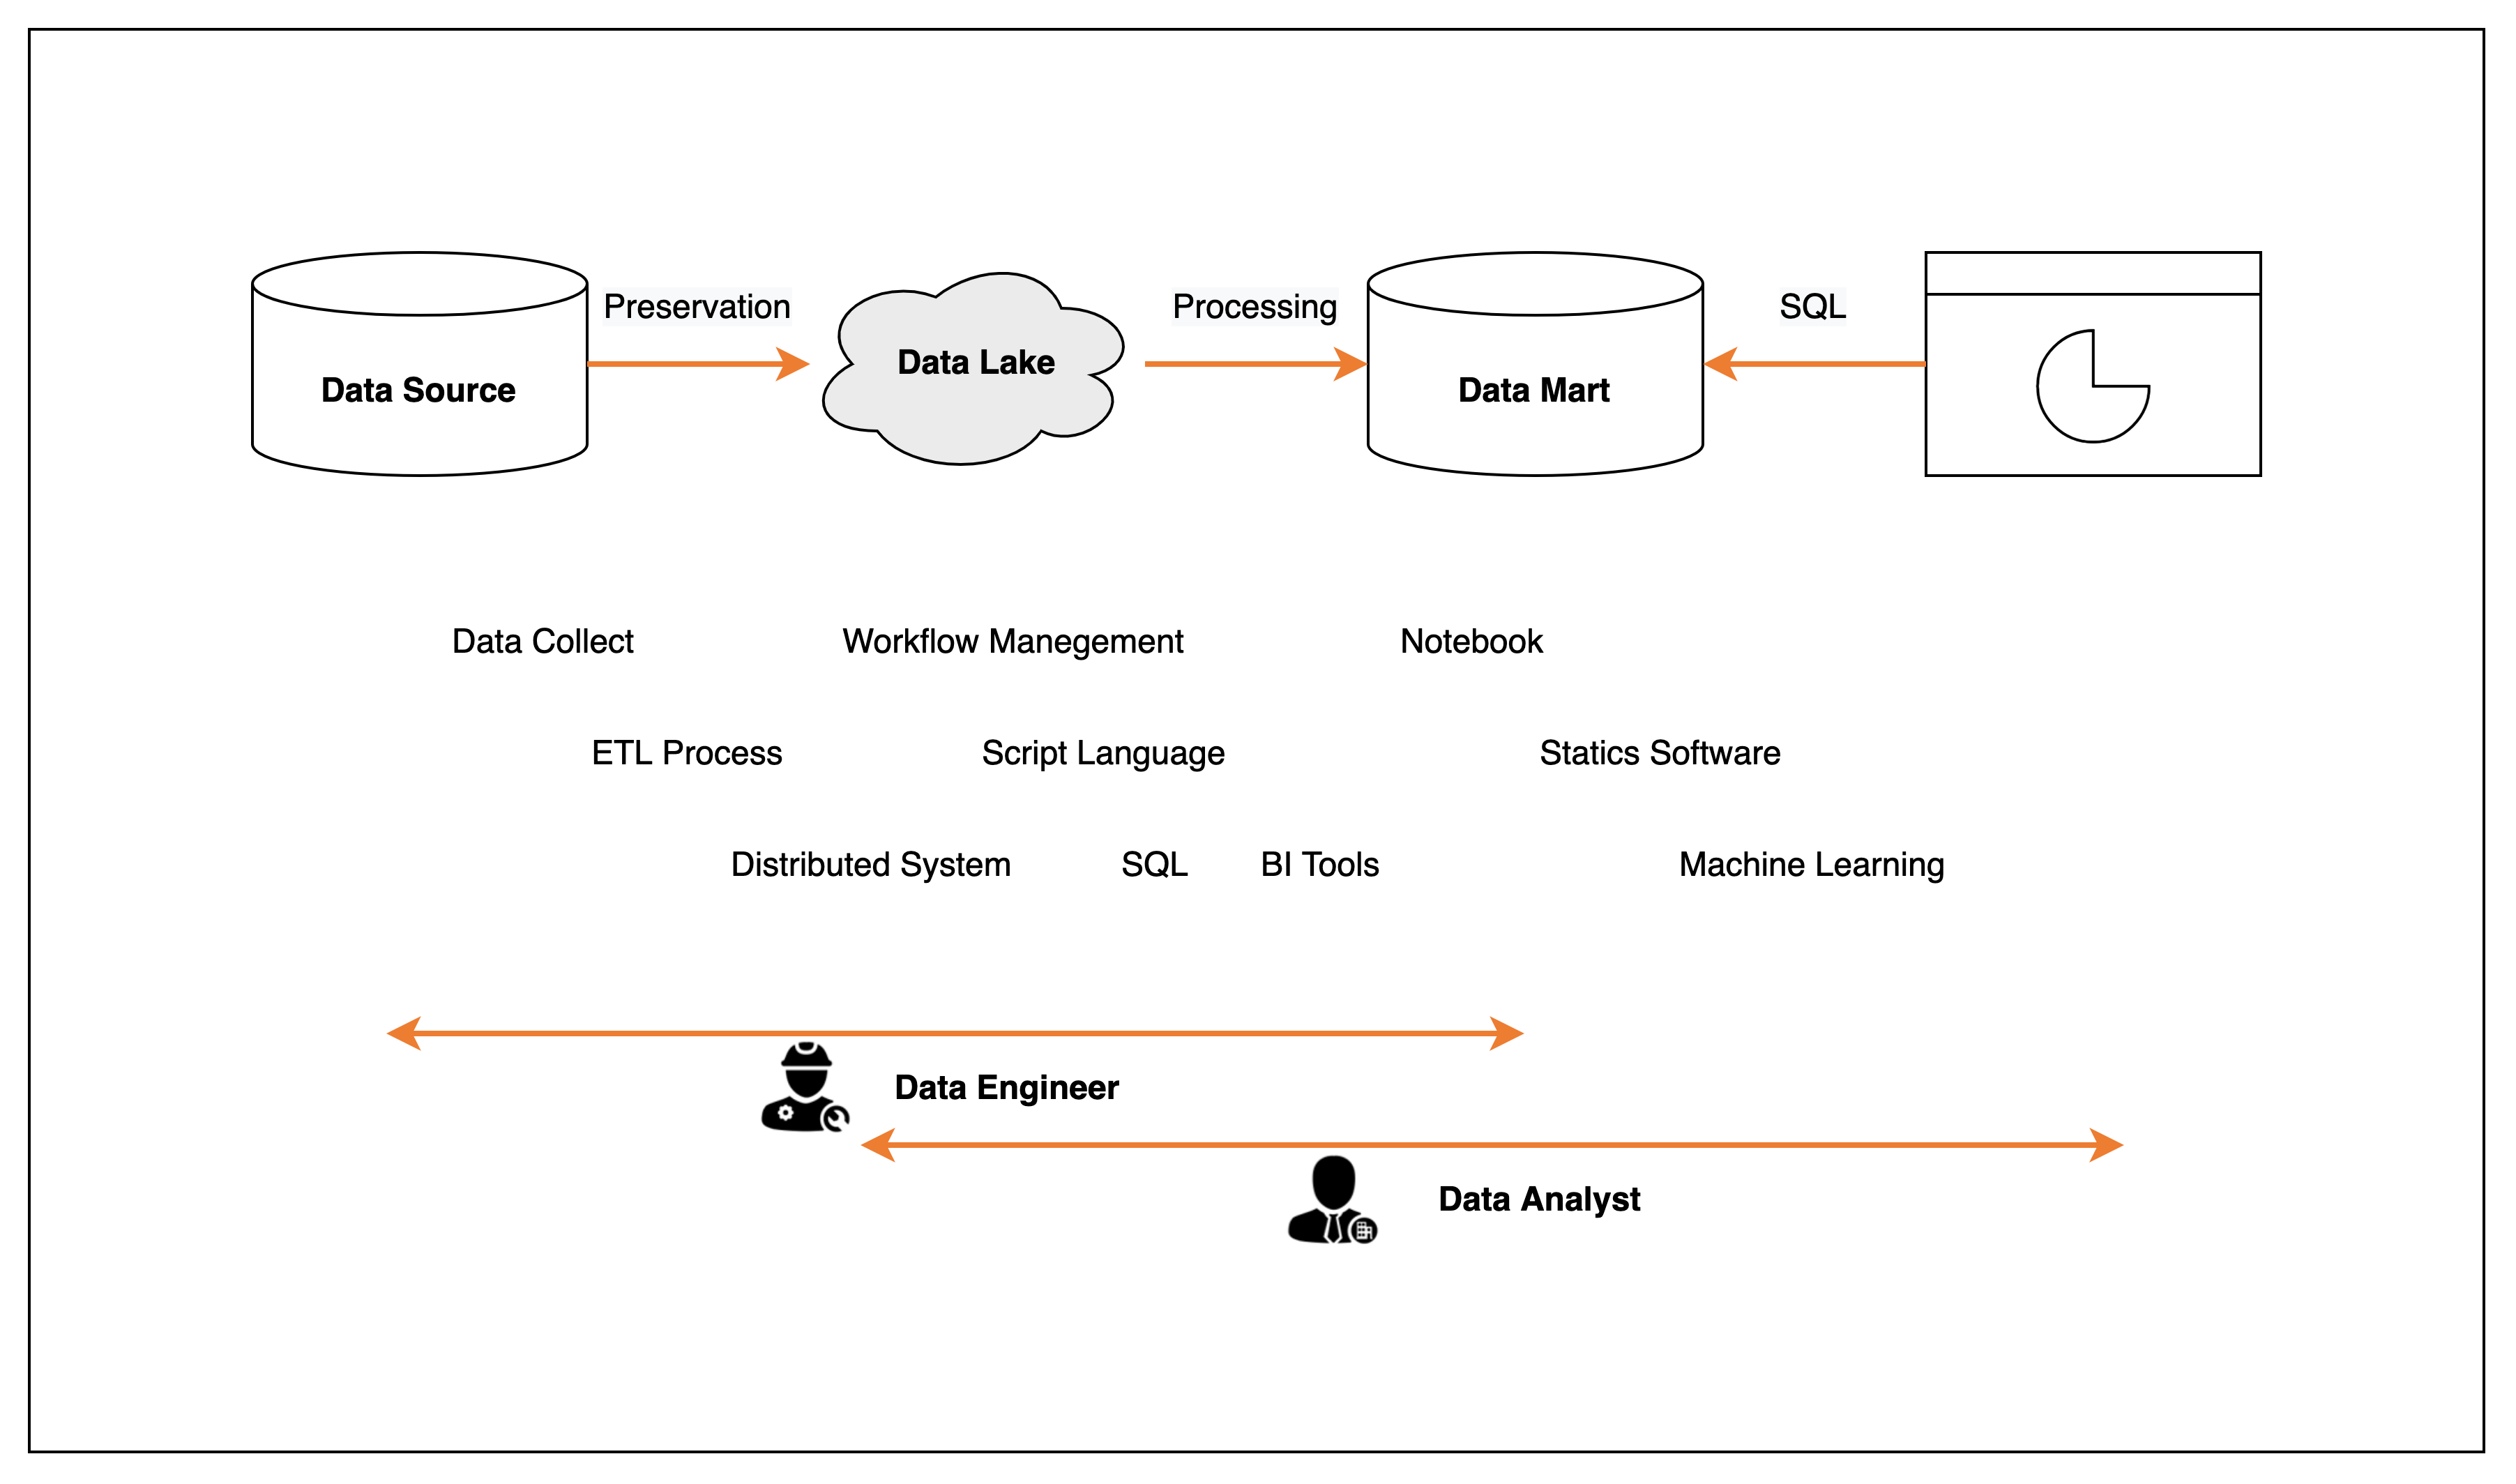 Preservation
Processing
SQL
Data Source
Data Lake
Data Mart
Data Collect
Workflow Manegement
Notebook
ETL Process
Script Language
Statics Software
Distributed System
SQL
BI Tools
Machine Learning
Data Engineer
Data Analyst